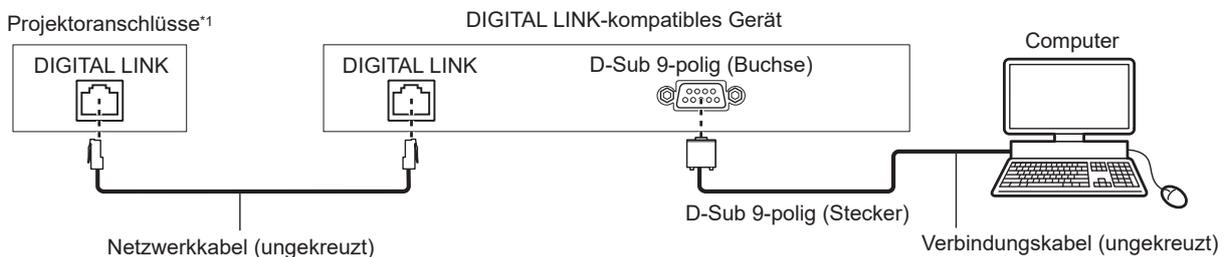 Projektoranschlüsse*1
DIGITAL LINK-kompatibles Gerät
Computer
DIGITAL LINK
DIGITAL LINK
D-Sub 9-polig (Buchse)
D-Sub 9-polig (Stecker)
Netzwerkkabel (ungekreuzt)
Verbindungskabel (ungekreuzt)